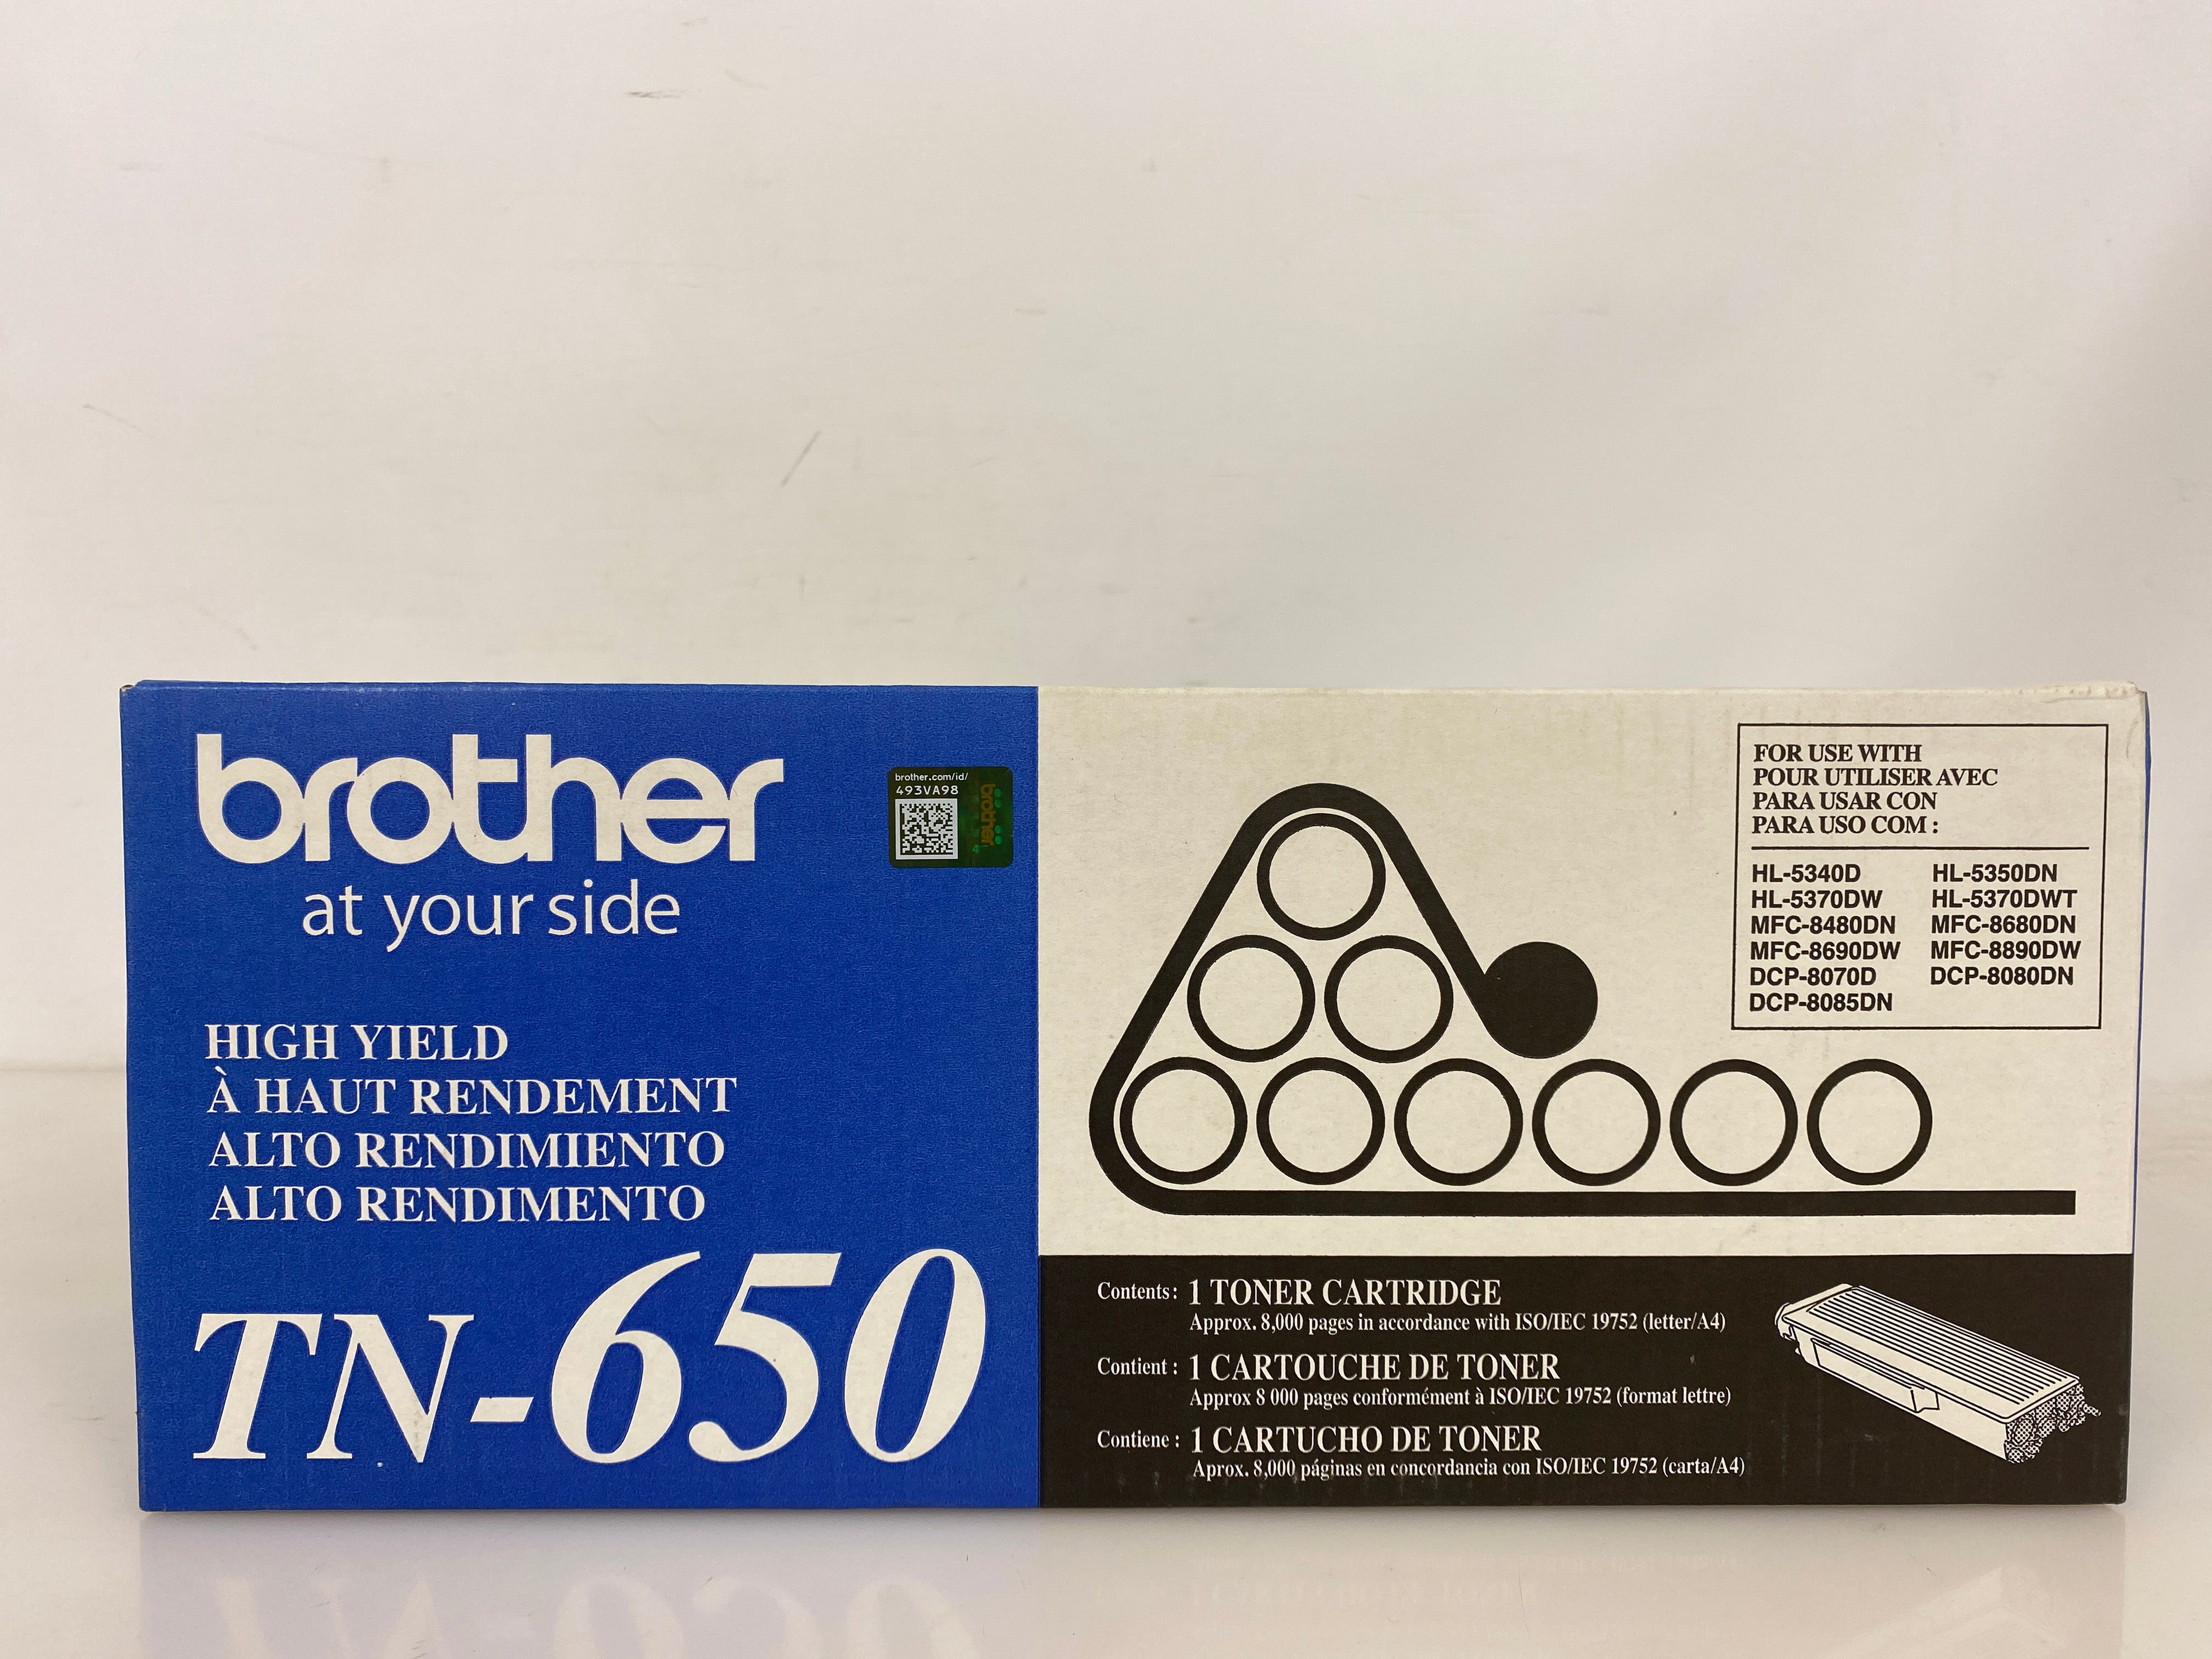 brother
at your side
brother.com/id/
493VA98
brother
HIGH YIELD
À HAUT RENDEMENT
ALTO RENDIMIENTO
ALTO RENDIMENTO
TN-650
FOR USE WITH
POUR UTILISER AVEC
PARA USAR CON
PARA USO COM :
HL-5340D HL-5350DN
HL-5370DW HL-5370DWT
MFC-8480DN MFC-8680DN
MFC-8690DW MFC-8890DW
DCP-8070D DCP-8080DN
DCP-8085DN
Contents : 1 TONER CARTRIDGE
Approx. 8,000 pages in accordance with ISO/IEC 19752 (letter/A4)
Contient : 1 CARTOUCHE DE TONER
Approx 8 000 pages conformément à ISO/IEC 19752 (format lettre)
Contiene : 1 CARTUCHO DE TONER
Aprox. 8,000 páginas en concordancia con ISO/IEC 19752 (carta/A4)